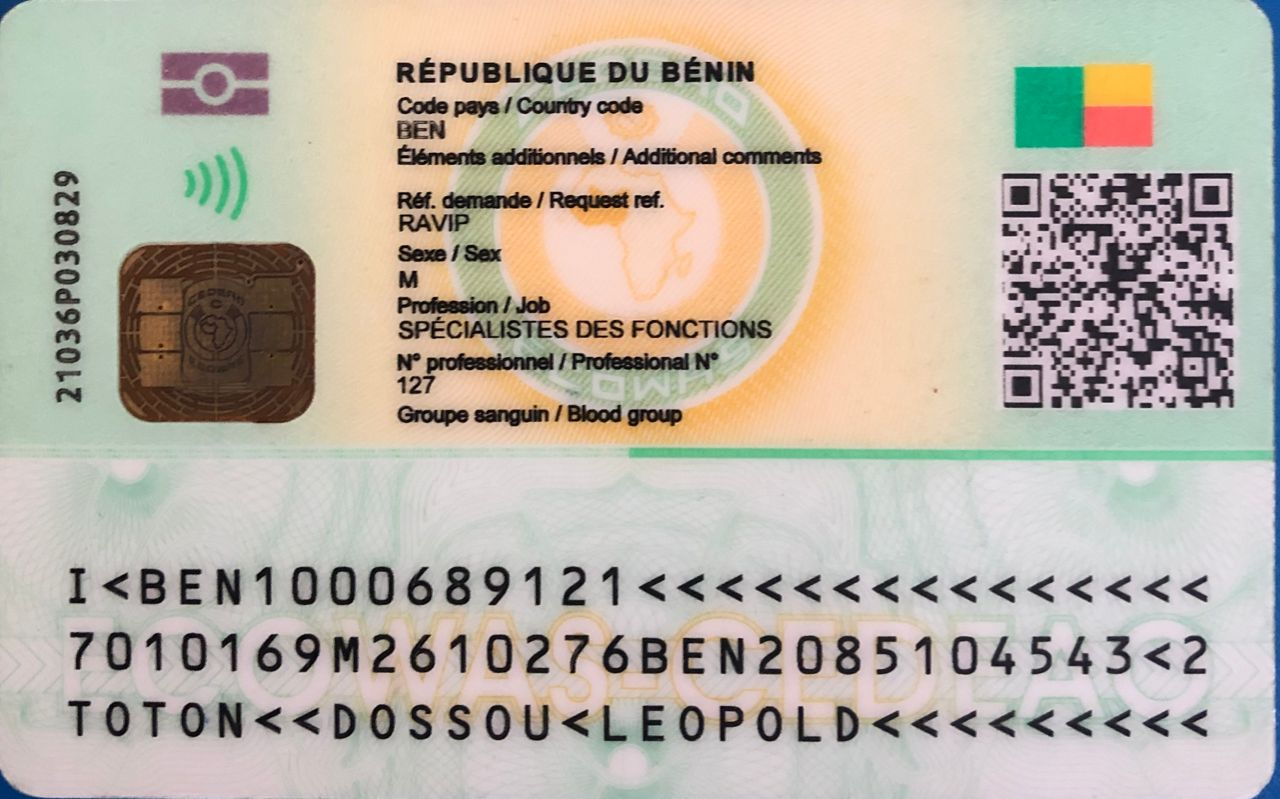 RÉPUBLIQUE DU BÉNIN
Code pays / Country code
BEN
Éléments additionnels / Additional comments
Réf. demande / Request ref.
RAVIP
Sexe / Sex
M
Profession / Job
SPÉCIALISTES DES FONCTIONS
N° professionnel / Professional N°
127
Groupe sanguin / Blood group
21036P030829
I<BEN1000689121<<<<<<<<<<<<<<<
7010169M2610276BEN2085104543<2
TOTON<<DOSSOU<LEOPOLD<<<<<<<<<
ECOWAS-CEDEAO